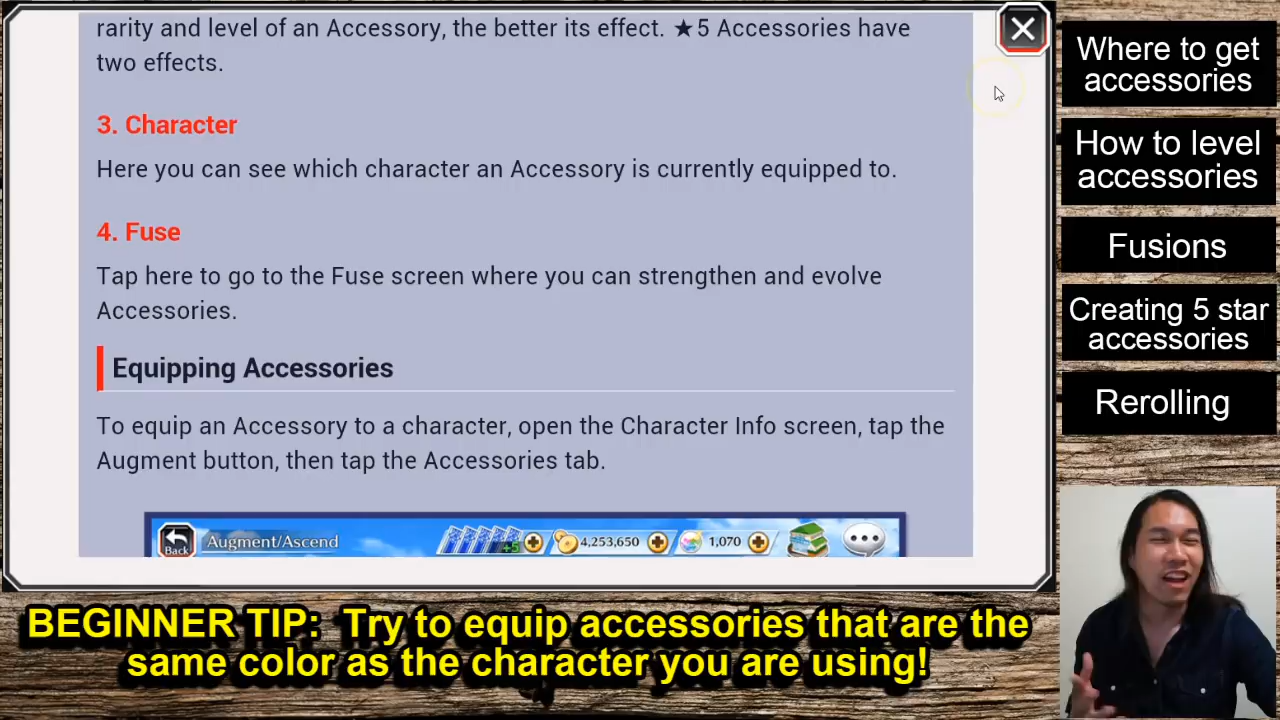 rarity and level of an Accessory, the better its effect. ★5 Accessories have
two effects.
3. Character
Here you can see which character an Accessory is currently equipped to.
4. Fuse
Tap here to go to the Fuse screen where you can strengthen and evolve
Accessories.
Equipping Accessories
To equip an Accessory to a character, open the Character Info screen, tap the
Augment button, then tap the Accessories tab.
Back
Augment/Ascend
+5
4,253,650
1,070
Where to get
accessories
How to level
accessories
Fusions
Creating 5 star
accessories
Rerolling
BEGINNER TIP: Try to equip accessories that are the
same color as the character you are using!